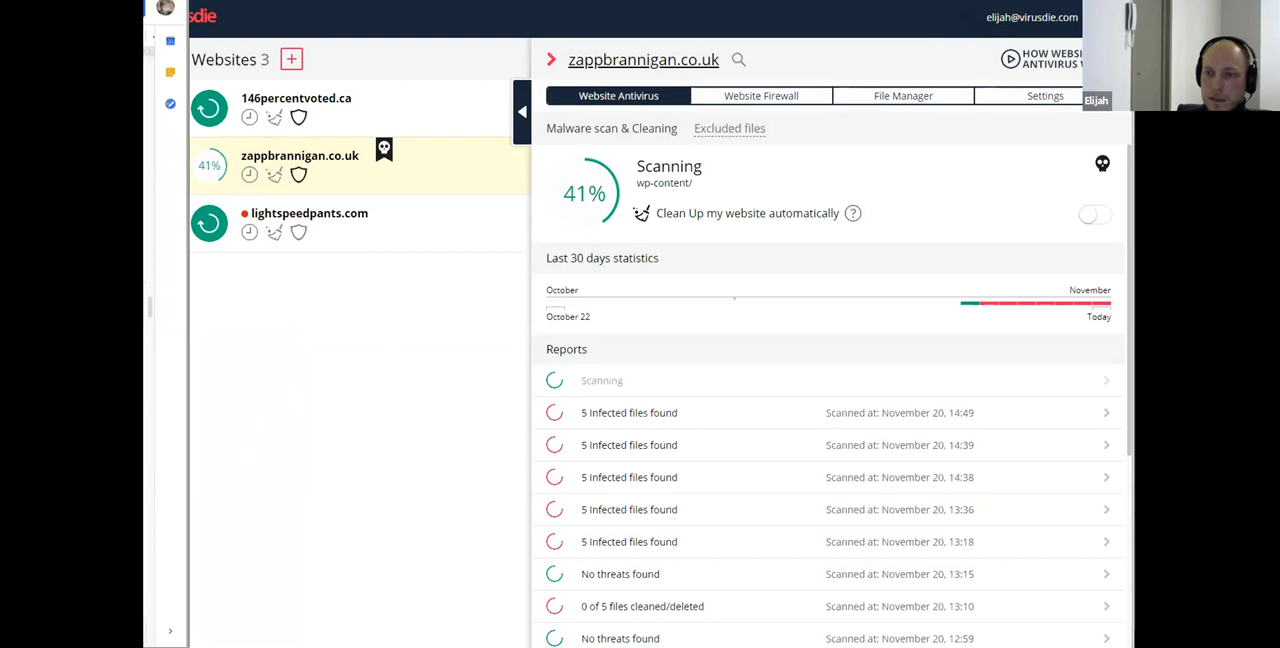 sdie
elijah@virusdie.com
Websites 3
146percentvoted.ca
41%
zappbrannigan.co.uk
lightspeedpants.com
zappbrannigan.co.uk
HOW WEBSI
ANTIVIRUS
Website Antivirus
Website Firewall
File Manager
Settings
Elijah
Malware scan & Cleaning
Excluded files
41%
Scanning
wp-content/
Clean Up my website automatically ?
Last 30 days statistics
October
November
October 22
Today
Reports
Scanning
5 Infected files found Scanned at: November 20, 14:49
5 Infected files found Scanned at: November 20, 14:39
5 Infected files found Scanned at: November 20, 14:38
5 Infected files found Scanned at: November 20, 13:36
5 Infected files found Scanned at: November 20, 13:18
No threats found Scanned at: November 20, 13:15
0 of 5 files cleaned/deleted Scanned at: November 20, 13:10
No threats found Scanned at: November 20, 12:59